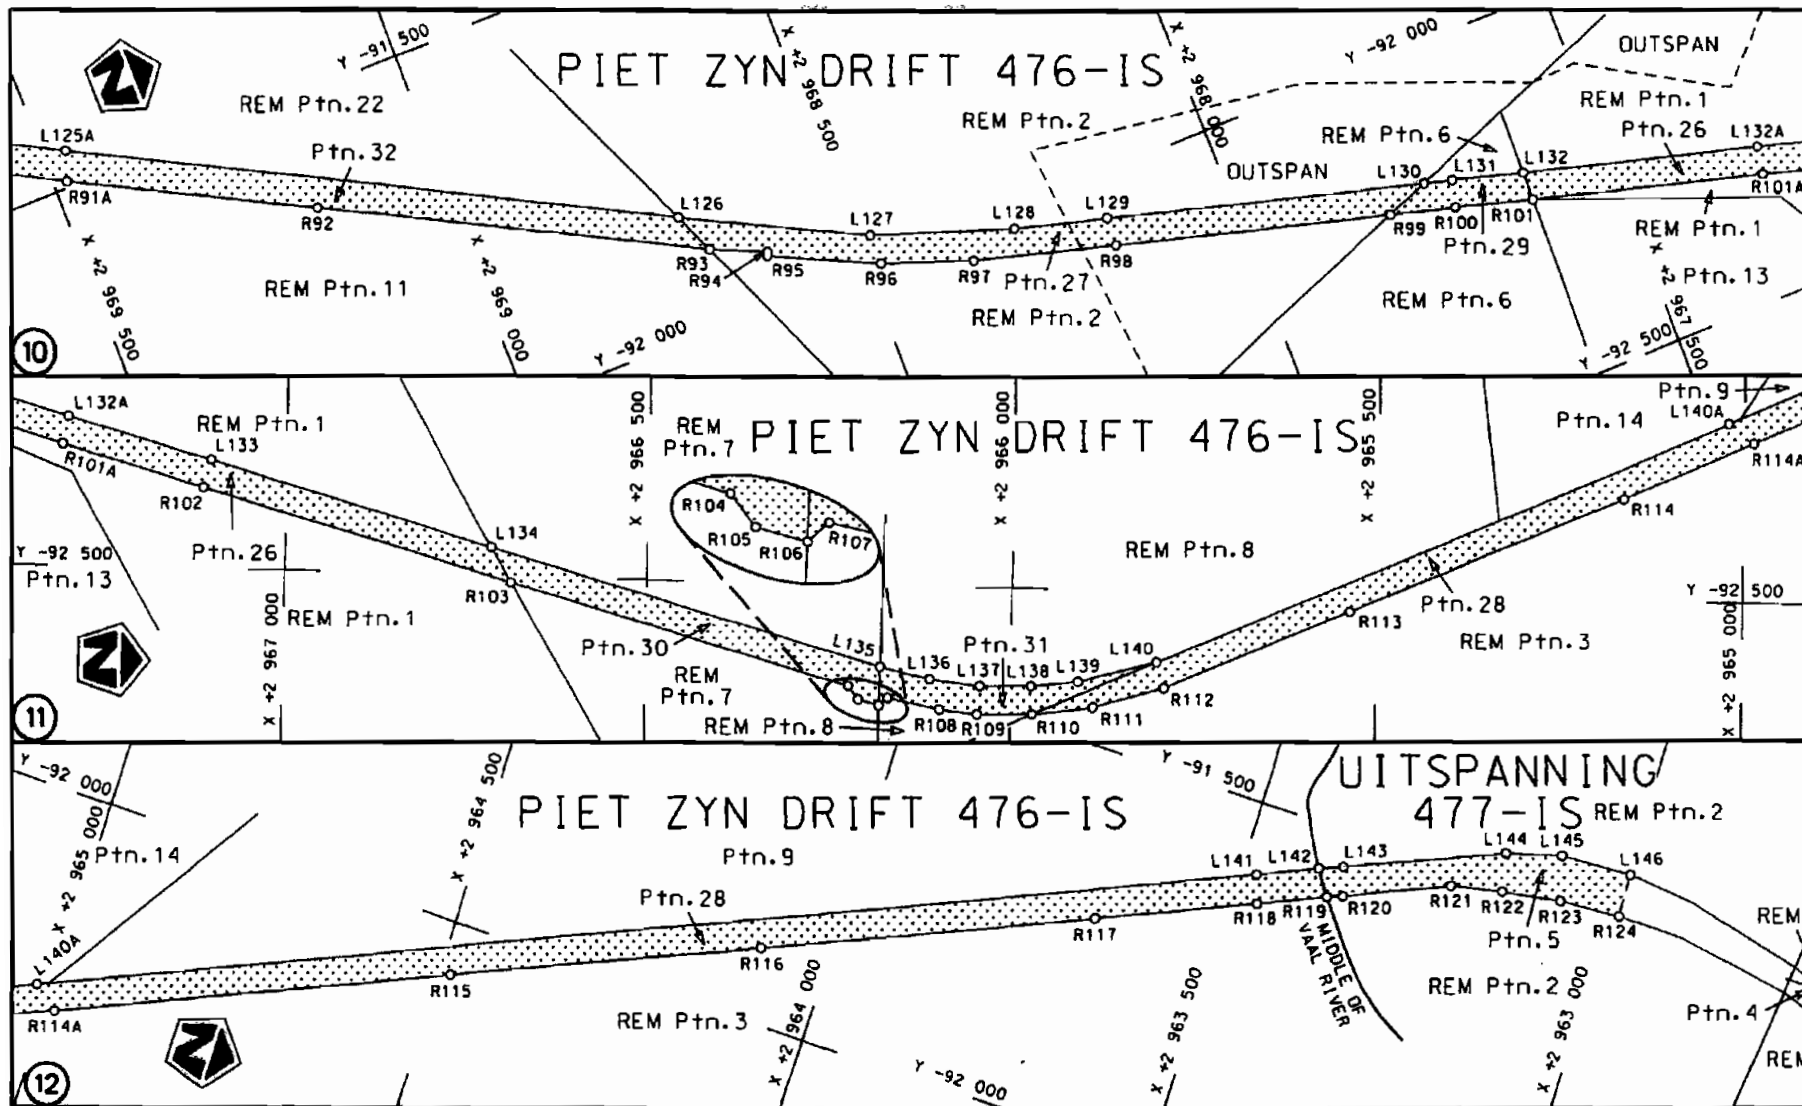 Y -91 500
X +2 968 500
X +2 968 000
Y -92 000
OUTSPAN
PIET ZYN DRIFT 476-IS
REM Ptn.22
REM Ptn.2
REM Ptn.1
REM Ptn.6
Ptn.26
L125A
Ptn.32
OUTSPAN
L130
L131
L132
L132A
R91A
R92
L126
L127
L128
L129
R99
R100
R101
R101A
X +2 969 500
X +2 969 000
R93
R94
R95
R96
R97
R98
Ptn.29
REM Ptn.1
REM Ptn.11
Ptn.27
Ptn.13
REM Ptn.2
REM Ptn.6
X +2 967 500
Y -92 000
Y -92 500
10
L132A
REM Ptn.1
REM
Ptn.7
X +2 966 500
PIET ZYN DRIFT 476-IS
X +2 966 000
X +2 965 500
Ptn.9
Ptn.14
L140A
R101A
L133
R114A
R102
R104
R105
R106
R107
R114
Y -92 500
Ptn.13
Ptn.26
L134
REM Ptn.8
R103
X +2 967 000
REM Ptn.1
Y -92 500
Ptn.28
R113
REM Ptn.3
X +2 965 000
Ptn.30
L135
Ptn.31
L136
L137
L138
L139
L140
REM
Ptn.7
R112
REM Ptn.8
R108
R109
R110
R111
11
Y -92 000
X +2 965 000
Ptn.14
X +2 964 500
PIET ZYN DRIFT 476-IS
Y -91 500
UITSPANNING
477-IS
REM Ptn.2
Ptn.9
L141
L142
L143
L144
L145
L146
Ptn.28
L140A
R114A
R115
R116
R117
R118
R119
R120
R121
R122
R123
R124
REM
MIDDLE OF
VAAL RIVER
Ptn.5
REM Ptn.2
Ptn.4
REM Ptn.3
X +2 964 000
X +2 963 500
X +2 963 000
REM
Y -92 000
12